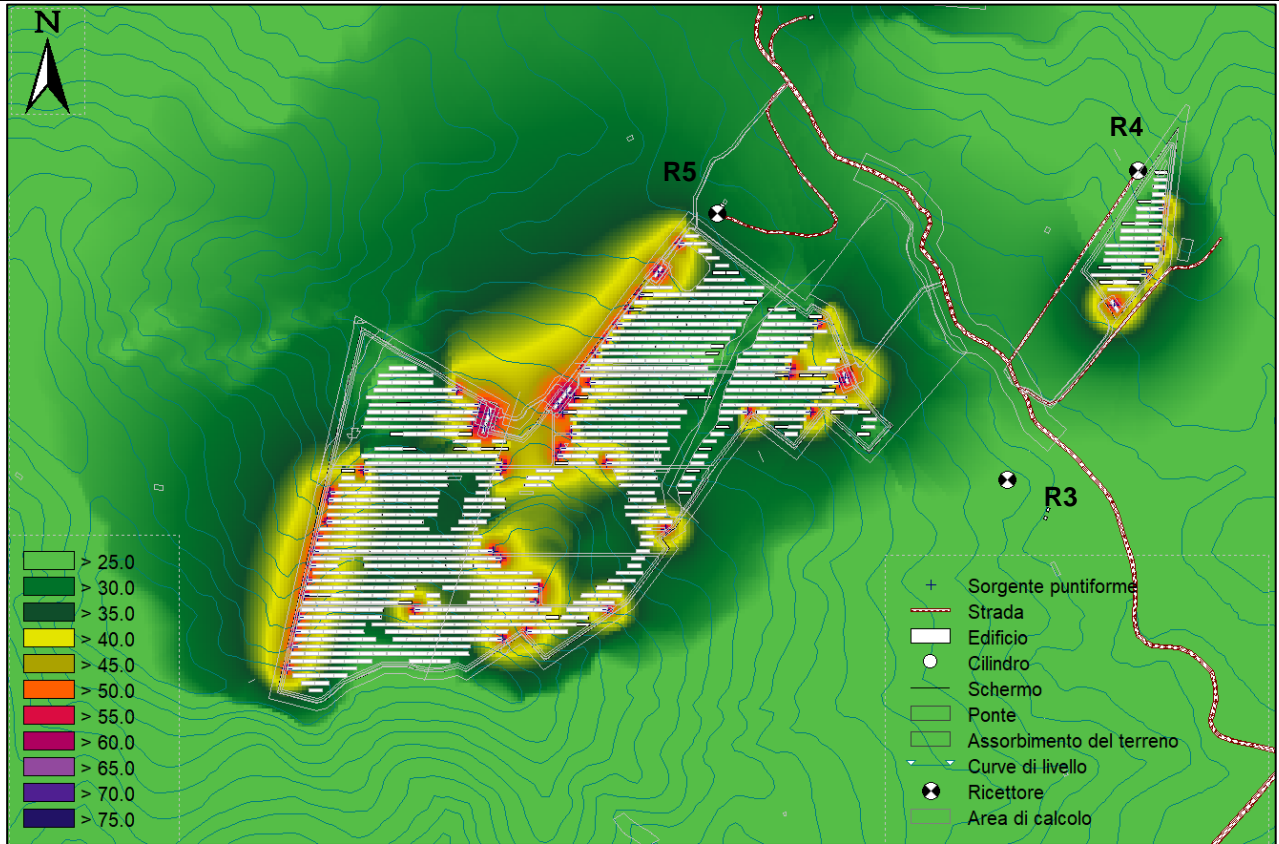 N
R4
R5
R3
> 25.0
> 30.0
> 35.0
> 40.0
> 45.0
> 50.0
> 55.0
> 60.0
> 65.0
> 70.0
> 75.0
Sorgente puntiforme
Strada
Edificio
Cilindro
Schermo
Ponte
Assorbimento del terreno
Curve di livello
Ricettore
Area di calcolo